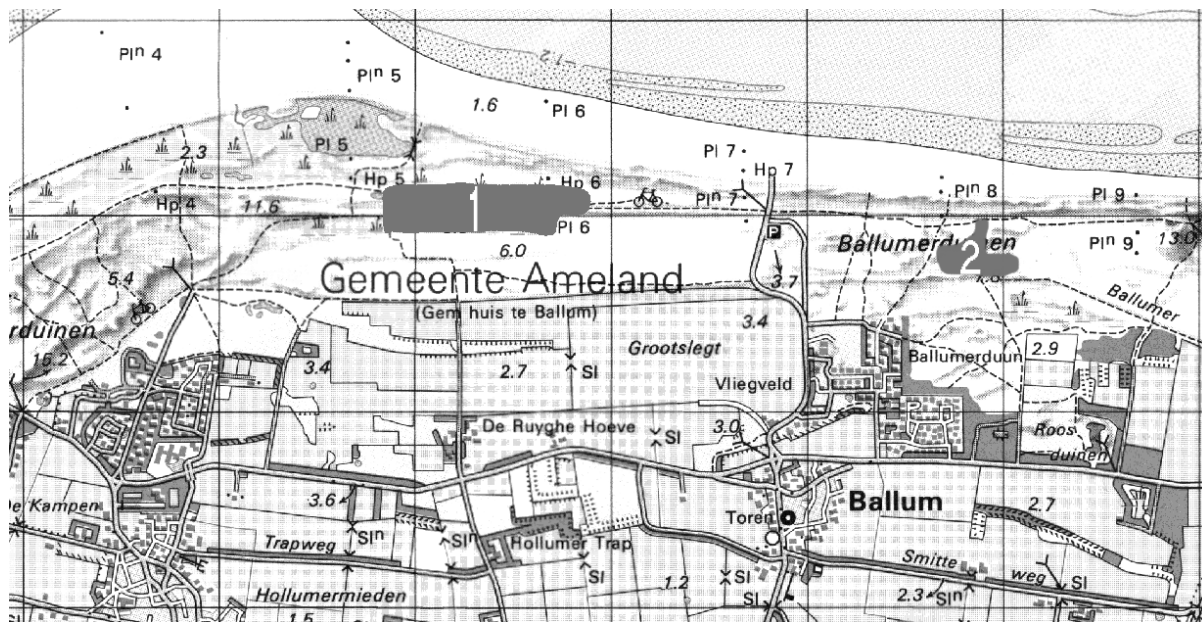 Plⁿ 4
Plⁿ 5
1.6
Pl 6
-1.2
2.3
Pl 5
Pl 7
Hp 7
Hp 4
11.6
Hp 5
1
Hp 6
Plⁿ 7
Plⁿ 8
Pl 9
Pl 6
P
Ballumerduinen
2
Plⁿ 9
13.0
5.4
6.0
3.7
Gemeente Ameland
(Gem huis te Ballum)
Ballumer
erduinen
15.2
3.4
2.7
Sl
Grootslegt
3.4
Vliegveld
Ballumerduin
2.9
De Ruyghe Hoeve
Sl
3.0
Roos
duinen
De Kampen
3.6
Slⁿ
Slⁿ
Toren
Ballum
2.7
Trapweg
Hollumer Trap
Sl
Smitte
weg
Sl
Hollumermieden
1.5
1.2
Sl
Sl
2.3
Slⁿ